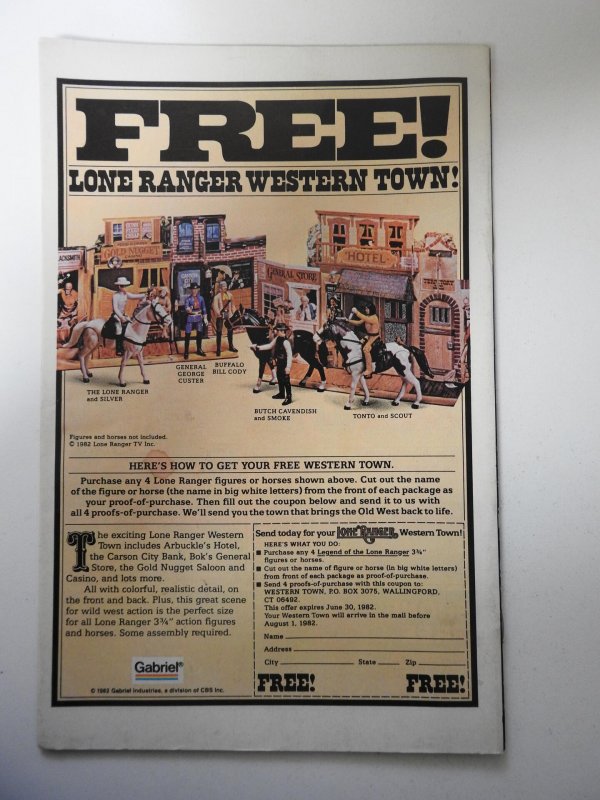 FREE!
LONE RANGER WESTERN TOWN!
BLACKSMITH
GOLD NUGGET
GENERAL STORE
HOTEL
THE LONE RANGER
and SILVER
GENERAL
GEORGE
CUSTER
BUFFALO
BILL CODY
BUTCH CAVENDISH
and SMOKE
TONTO and SCOUT
Figures and horses not included.
© 1982 Lone Ranger TV Inc.
HERE'S HOW TO GET YOUR FREE WESTERN TOWN.
Purchase any 4 Lone Ranger figures or horses shown above. Cut out the name
of the figure or horse (the name in big white letters) from the front of each package as
your proof-of-purchase. Then fill out the coupon below and send it to us with
all 4 proofs-of-purchase. We'll send you the town that brings the Old West back to life.
The exciting Lone Ranger Western
Town includes Arbuckle's Hotel,
the Carson City Bank, Bok's General
Store, the Gold Nugget Saloon and
Casino, and lots more.
All with colorful, realistic detail, on
the front and back. Plus, this great scene
for wild west action is the perfect size
for all Lone Ranger 3¾" action figures
and horses. Some assembly required.
Gabriel®
© 1982 Gabriel Industries, a division of CBS Inc.
Send today for your LONE RANGER Western Town!
HERE'S WHAT YOU DO:
■ Purchase any 4 Legend of the Lone Ranger 3¾"
figures or horses.
■ Cut out name of figure or horse (in big white letters)
from front of each package as proof-of-purchase.
■ Send 4 proofs-of-purchase with this coupon to:
WESTERN TOWN, P.O. BOX 3075, WALLINGFORD,
CT 06492.
This offer expires June 30, 1982.
Your Western Town will arrive in the mail before
August 1, 1982.
Name
Address
City State Zip
FREE! FREE!